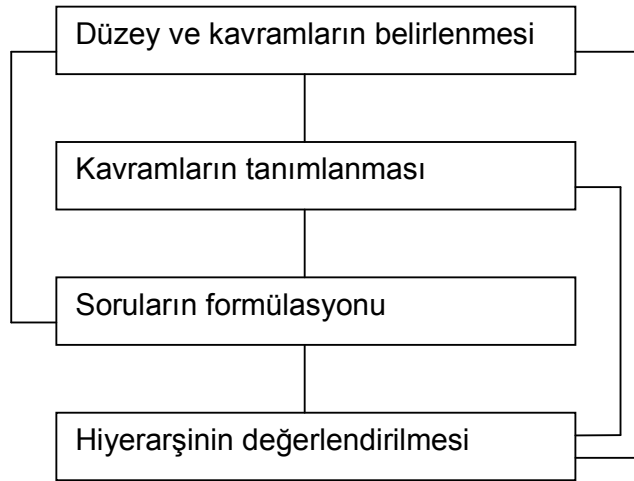 Düzey ve kavramların belirlenmesi
Kavramların tanımlanması
Soruların formülasyonu
Hiyerarşinin değerlendirilmesi